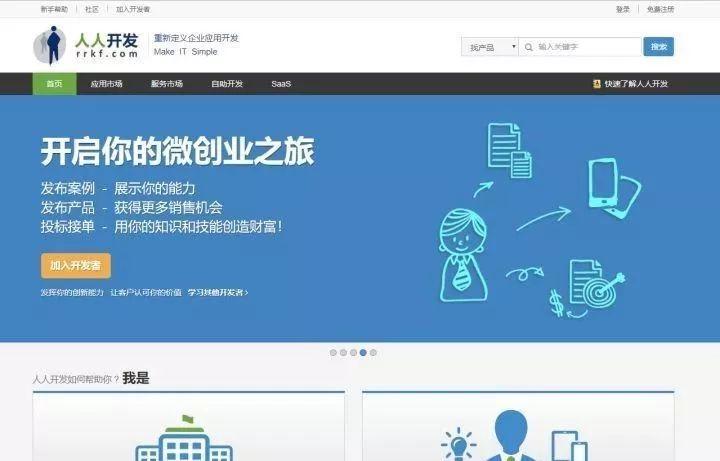 新手帮助 | 社区 | 加入开发者 登录 | 免费注册
人人开发
rrkf.com
重新定义企业应用开发
Make IT Simple
找产品 输入关键字 搜索
首页 应用市场 服务市场 自助开发 SaaS 快速了解人人开发
开启你的微创业之旅
发布案例 - 展示你的能力
发布产品 - 获得更多销售机会
投标接单 - 用你的知识和技能创造财富!
加入开发者
发挥你的创新能力 让客户认可你的价值 学习其他开发者 >
人人开发如何帮助你? 我是